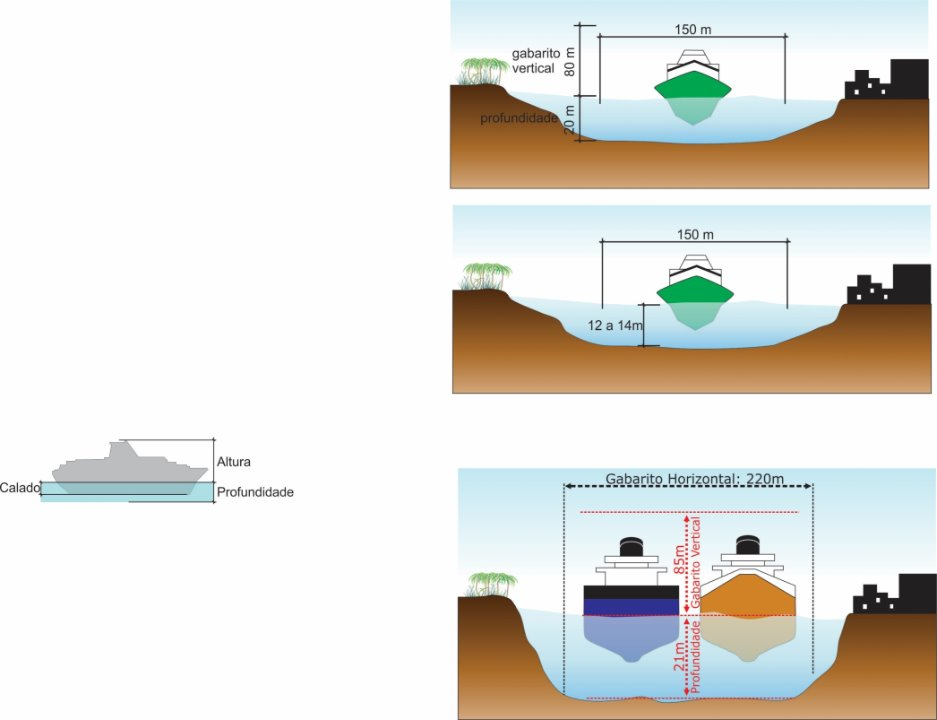 150 m
gabarito
vertical
80 m
profundidade
20 m
150 m
12 a 14m
Altura
Calado
Profundidade
Gabarito Horizontal: 220m
85m
Gabarito Vertical
21m
Profundidade